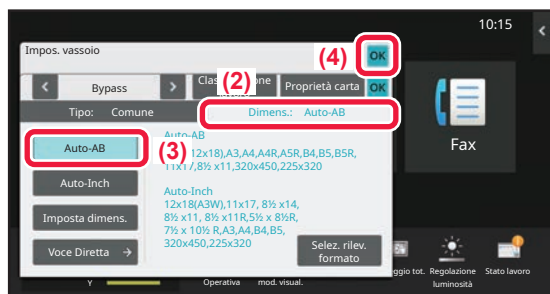 10:15
Impos. vassoio
(4)
OK
Bypass
(2)
Proprietà carta
OK
Tipo: Comune
Dimens.: Auto-AB
Auto-AB
(3)
Auto-AB
12x18),A3,A4,A4R,A5R,B4,B5,B5R,
11x17,8½ x11,320x450,225x320
Auto-Inch
Auto-Inch
12x18(A3W),11x17, 8½ x14,
8½ x11, 8½ x11R,5½ x 8½R,
7½ x 10½ R,A3,A4,B4,B5,
320x450,225x320
Imposta dimens.
Voce Diretta
Selez. rilev.
formato
Fax
tot.
Regolazione
luminosità
Stato lavoro
Y
Operativa
mod. visual.